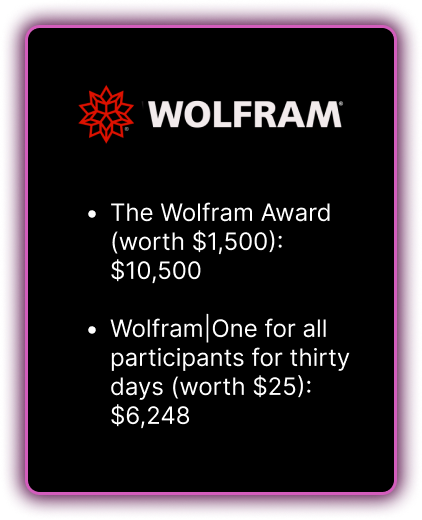 WOLFRAM
• The Wolfram Award
(worth $1,500):
$10,500
• Wolfram|One for all
participants for thirty
days (worth $25):
$6,248